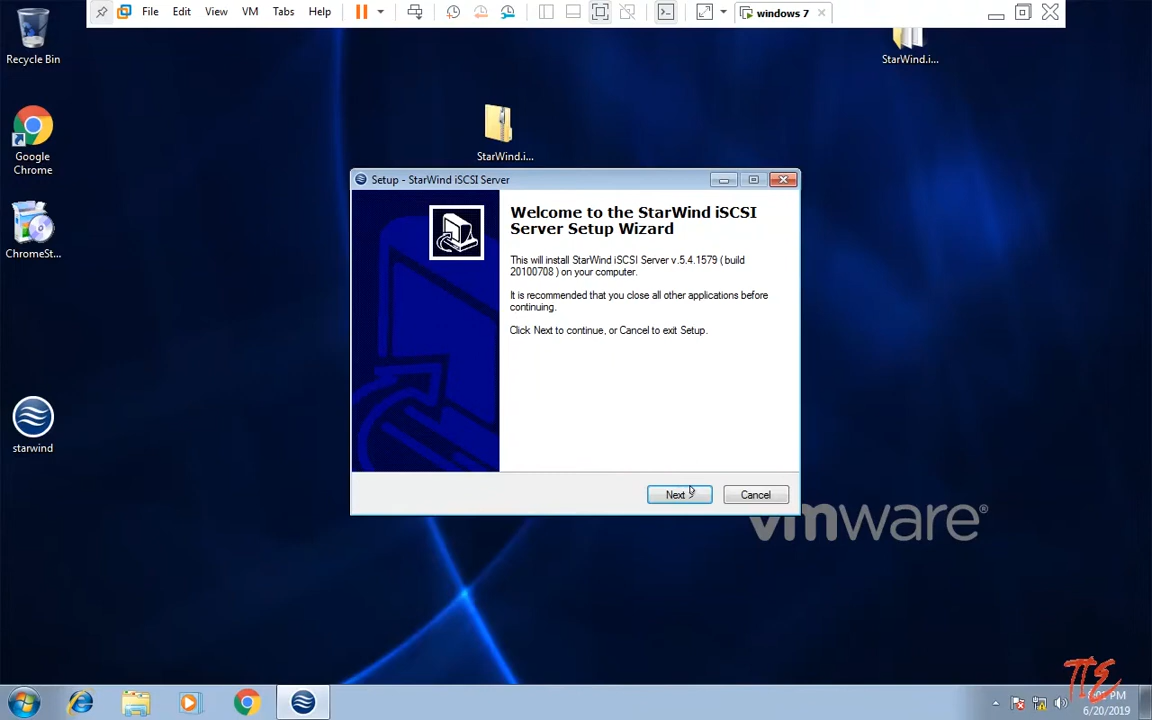 File Edit View VM Tabs Help
windows 7
Recycle Bin
StarWind.i...
Google
Chrome
StarWind.i...
ChromeSt...
starwind
Setup - StarWind iSCSI Server
Welcome to the StarWind iSCSI
Server Setup Wizard
This will install StarWind iSCSI Server v.5.4.1579 ( build
20100708 ) on your computer.
It is recommended that you close all other applications before
continuing.
Click Next to continue, or Cancel to exit Setup.
Next >
Cancel
vmware®
PM
6/20/2019